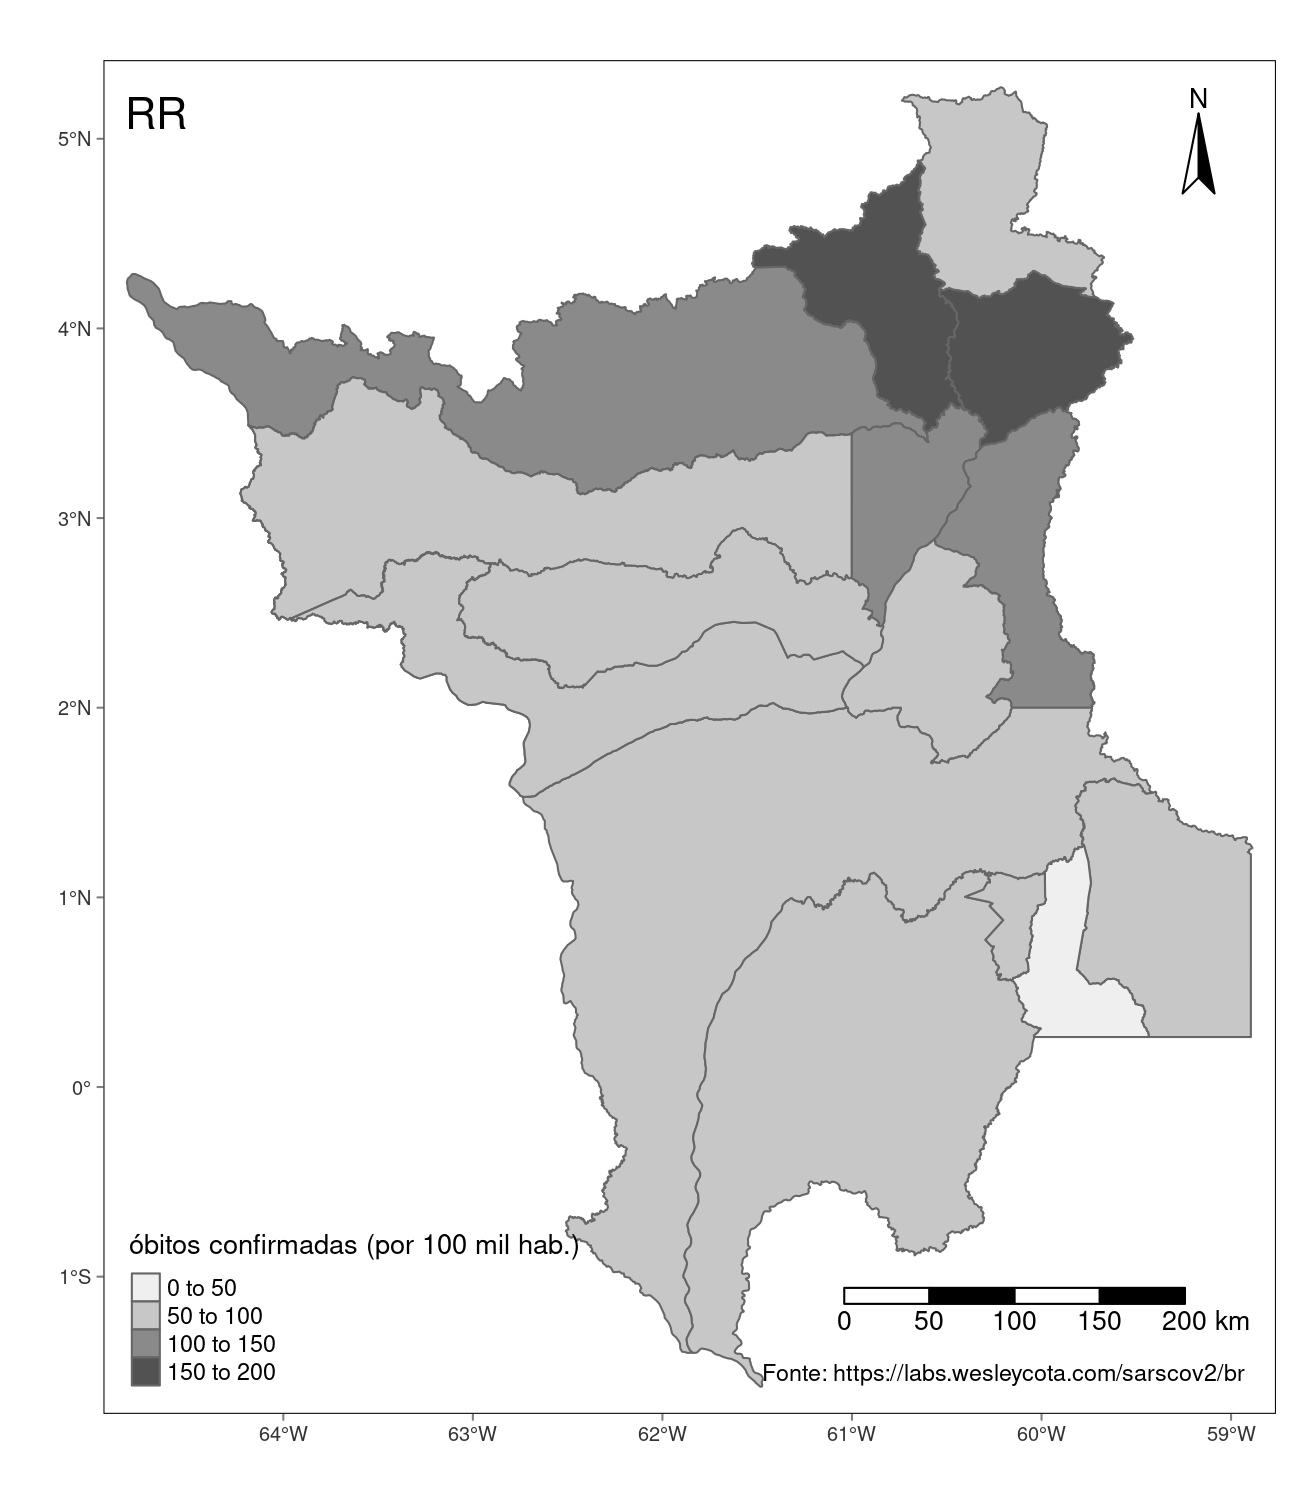 RR
N
5°N
4°N
3°N
2°N
1°N
0°
1°S
óbitos confirmadas (por 100 mil hab.)
0 to 50
50 to 100
100 to 150
150 to 200
0 50 100 150 200 km
Fonte: https://labs.wesleycota.com/sarscov2/br
64°W 63°W 62°W 61°W 60°W 59°W